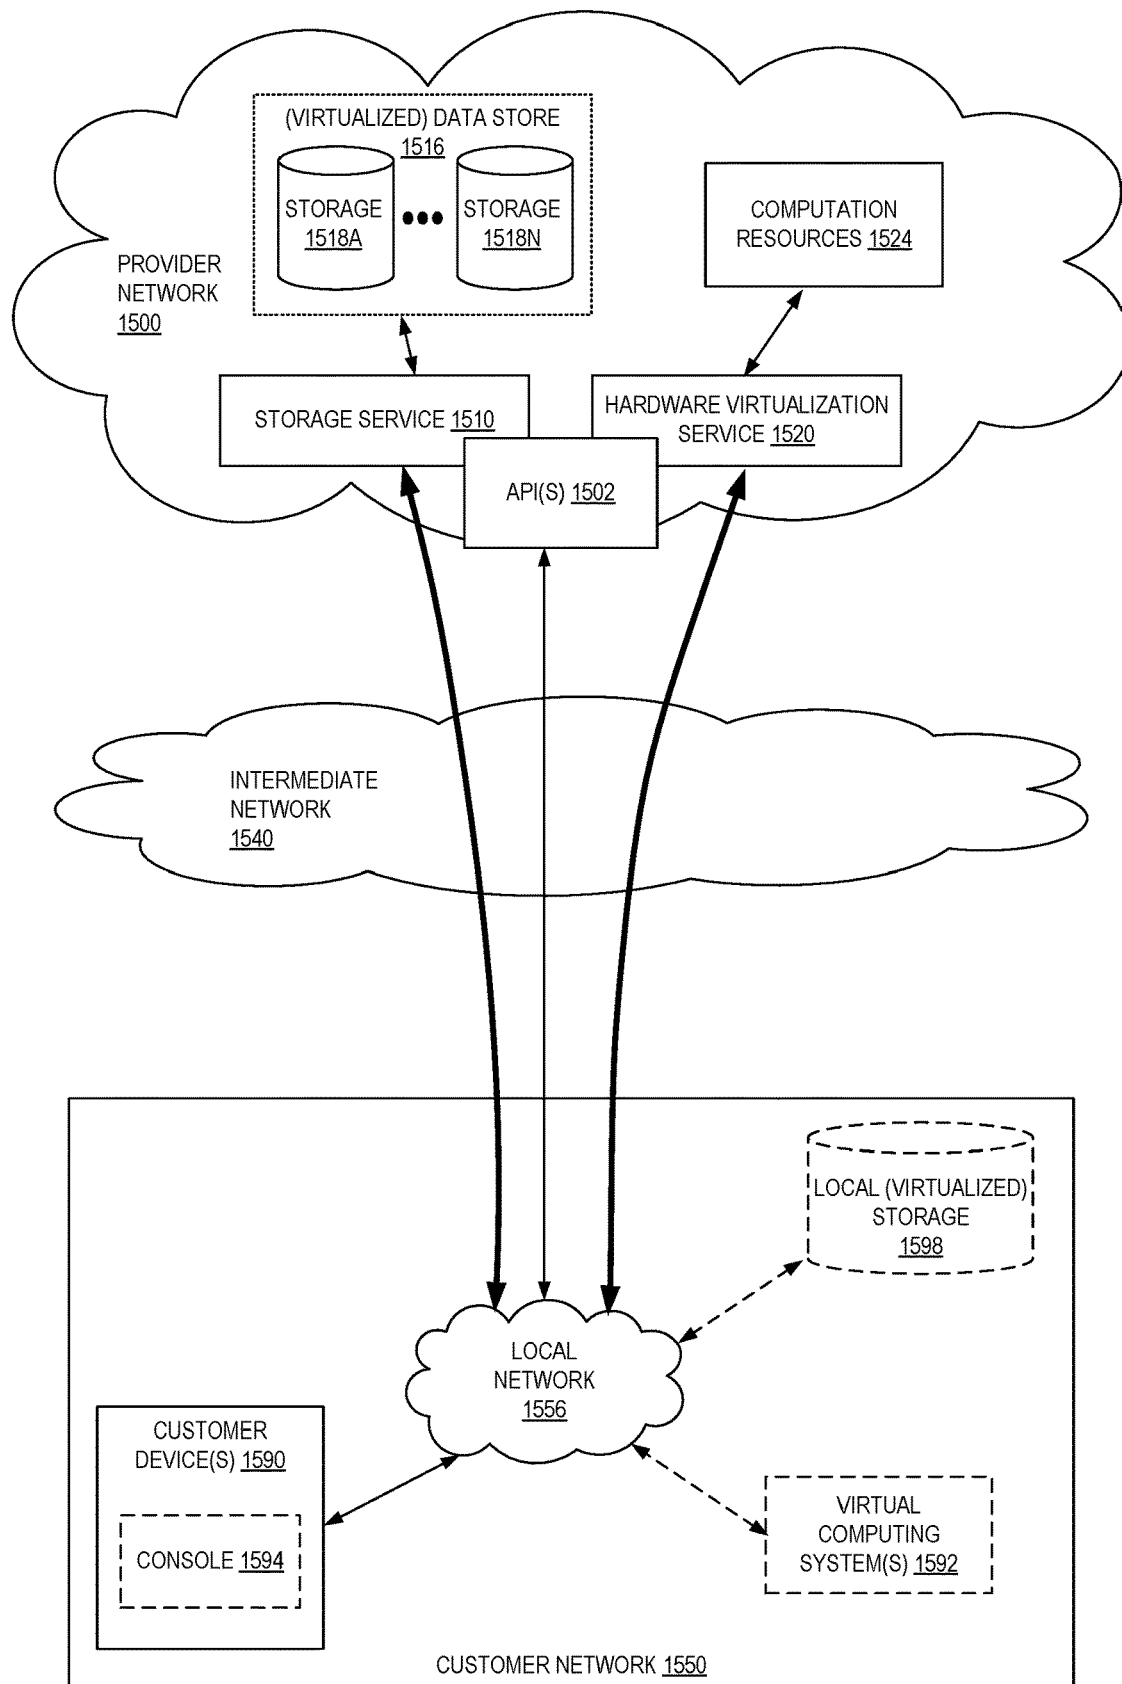 (VIRTUALIZED) DATA STORE
1516
STORAGE
1518A
STORAGE
1518N
COMPUTATION
RESOURCES 1524
PROVIDER
NETWORK
1500
STORAGE SERVICE 1510
HARDWARE VIRTUALIZATION
SERVICE 1520
API(S) 1502
INTERMEDIATE
NETWORK
1540
LOCAL (VIRTUALIZED)
STORAGE
1598
LOCAL
NETWORK
1556
CUSTOMER
DEVICE(S) 1590
CONSOLE 1594
VIRTUAL
COMPUTING
SYSTEM(S) 1592
CUSTOMER NETWORK 1550